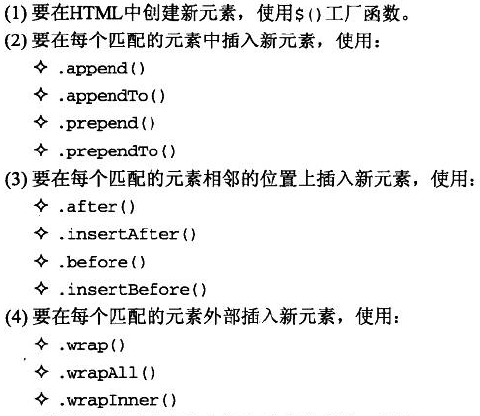 (1) 要在HTML中创建新元素，使用$()工厂函数。
(2) 要在每个匹配的元素中插入新元素，使用：
✧ .append()
✧ .appendTo()
✧ .prepend()
✧ .prependTo()
(3) 要在每个匹配的元素相邻的位置上插入新元素，使用：
✧ .after()
✧ .insertAfter()
✧ .before()
✧ .insertBefore()
(4) 要在每个匹配的元素外部插入新元素，使用：
✧ .wrap()
✧ .wrapAll()
✧ .wrapInner()